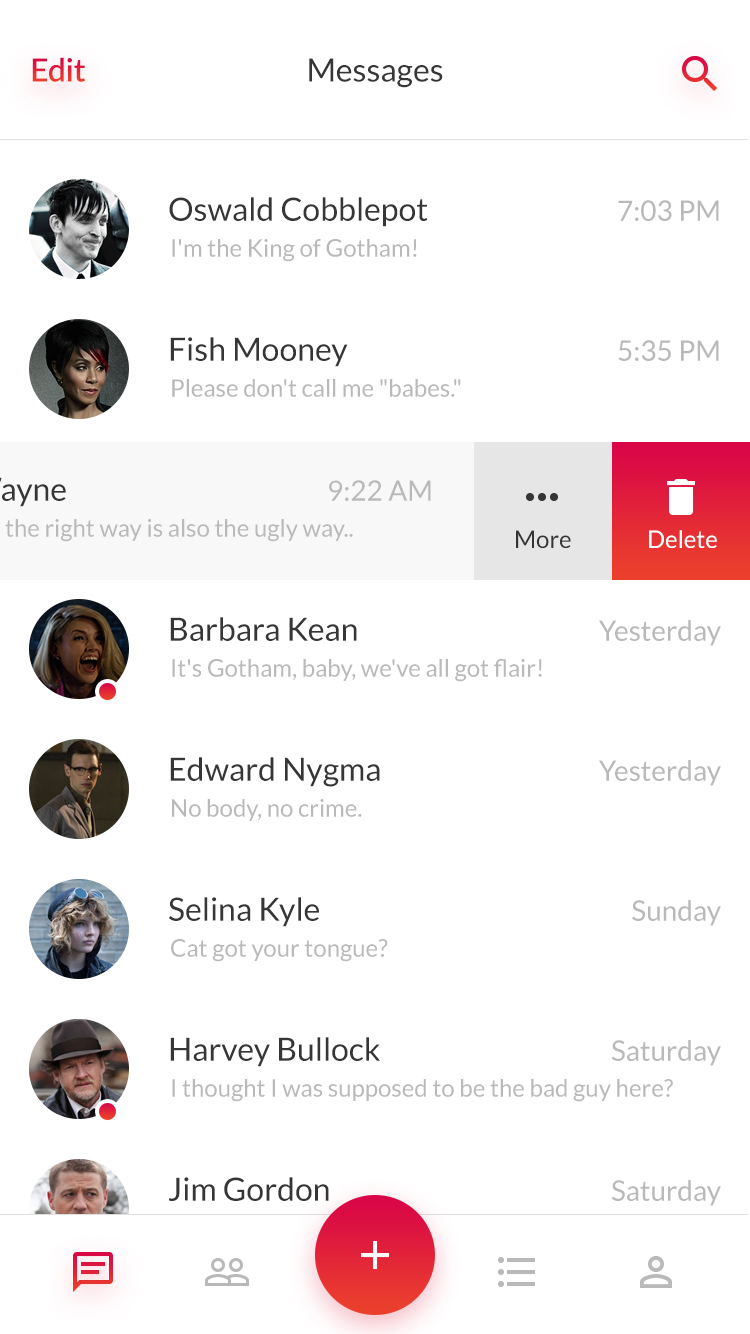 Edit
Messages
Oswald Cobblepot
7:03 PM
I'm the King of Gotham!
Fish Mooney
5:35 PM
Please don't call me "babes."
ayne
9:22 AM
the right way is also the ugly way..
More
Delete
Barbara Kean
Yesterday
It's Gotham, baby, we've all got flair!
Edward Nygma
Yesterday
No body, no crime.
Selina Kyle
Sunday
Cat got your tongue?
Harvey Bullock
Saturday
I thought I was supposed to be the bad guy here?
Jim Gordon
Saturday